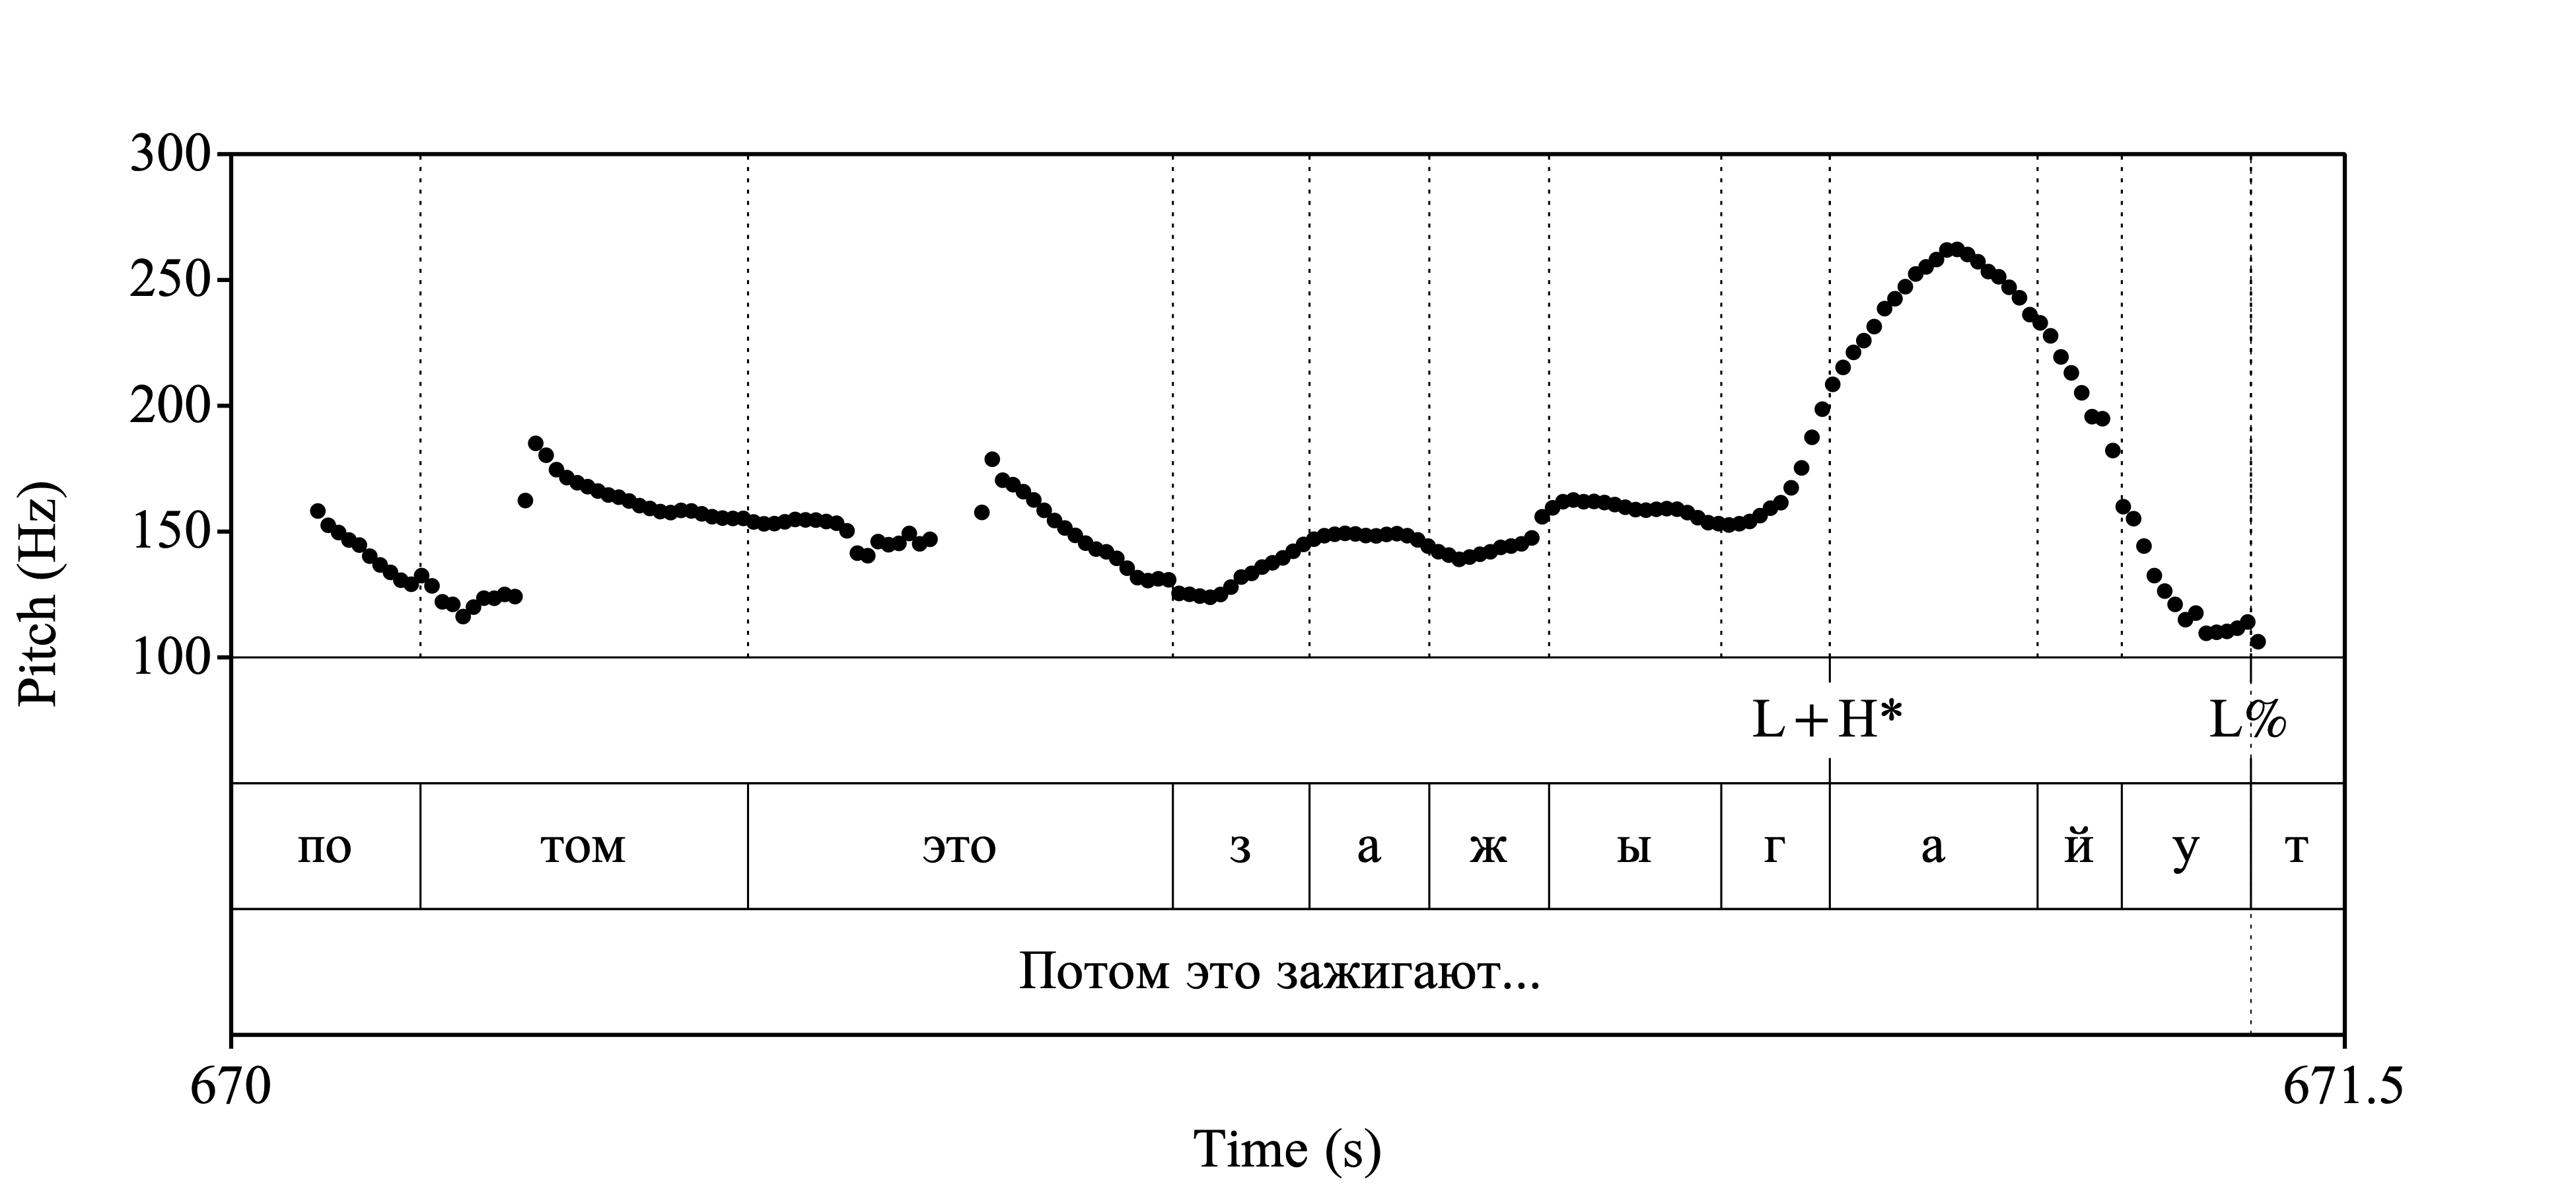 300
250
200
150
100
Pitch (Hz)
L+H* L%
по том это з а ж ы г а й у т
Потом это зажигают...
670 671.5
Time (s)